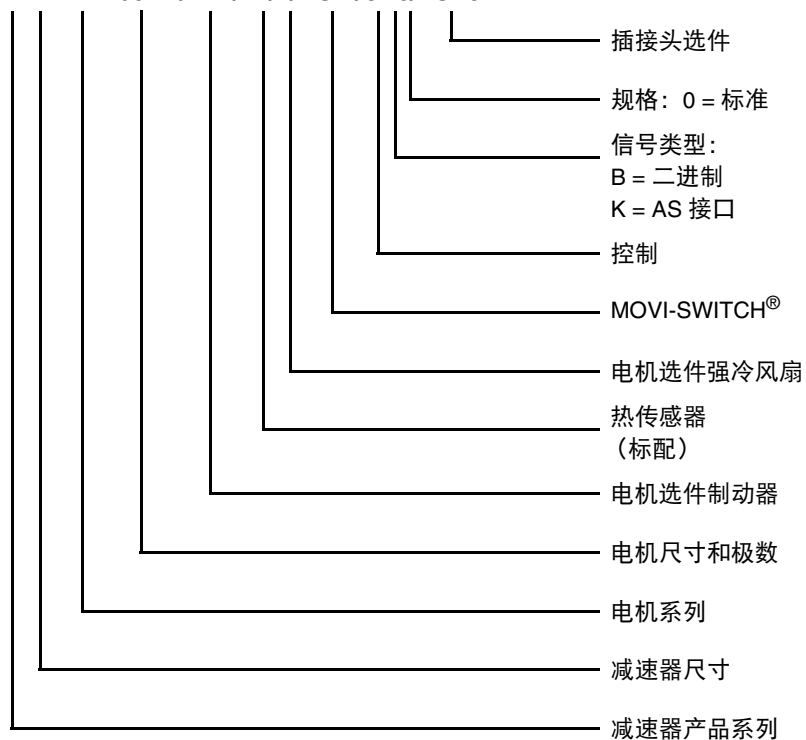 插接头选件
规格：0 = 标准
信号类型：
B = 二进制
K = AS 接口
控制
MOVI-SWITCH®
电机选件强冷风扇
热传感器
（标配）
电机选件制动器
电机尺寸和极数
电机系列
减速器尺寸
减速器产品系列